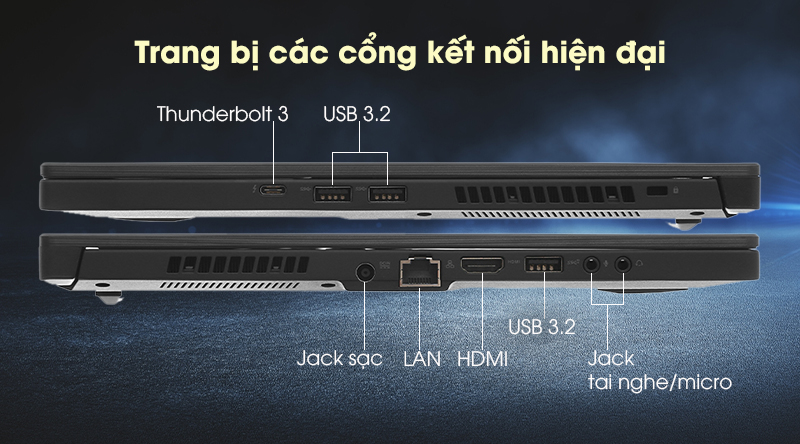 Trang bị các cổng kết nối hiện đại
Thunderbolt 3
USB 3.2
USB 3.2
Jack sạc
LAN
HDMI
Jack
tai nghe/micro